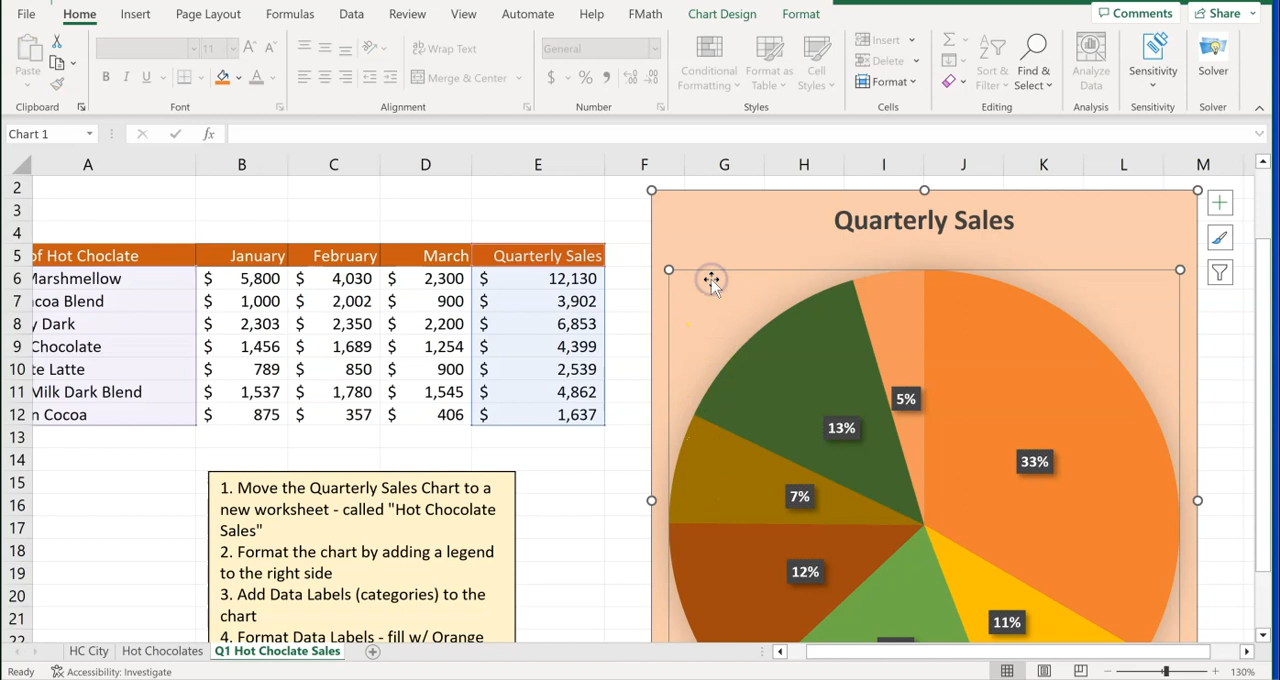 File Home Insert Page Layout Formulas Data Review View Automate Help FMath Chart Design Format Comments Share
11 A A ab Wrap Text General Insert
Paste B I U A Merge & Center $ % 9 Conditional Formatting Format as Table Cell Styles Delete Format Sort & Filter Find & Select Analyze Data Sensitivity Solver
Clipboard Font Alignment Number Styles Cells Editing Analysis Sensitivity Solver
Chart 1 fx
A B C D E F G H I J K L M
2
3 Quarterly Sales
4
5 of Hot Choclate January February March Quarterly Sales
6 Marshmellow $ 5,800 $ 4,030 $ 2,300 $ 12,130
7 coa Blend $ 1,000 $ 2,002 $ 900 $ 3,902
8 y Dark $ 2,303 $ 2,350 $ 2,200 $ 6,853
9 Chocolate $ 1,456 $ 1,689 $ 1,254 $ 4,399
10 te Latte $ 789 $ 850 $ 900 $ 2,539
11 Milk Dark Blend $ 1,537 $ 1,780 $ 1,545 $ 4,862
12 n Cocoa $ 875 $ 357 $ 406 $ 1,637
13
14
15
16
17
18
19
20
21
22
5%
13%
33%
7%
12%
11%
1. Move the Quarterly Sales Chart to a
new worksheet - called "Hot Chocolate
Sales"
2. Format the chart by adding a legend
to the right side
3. Add Data Labels (categories) to the
chart
4. Format Data Labels - fill w/ Orange
HC City Hot Chocolates Q1 Hot Choclate Sales
Ready Accessibility: Investigate 130%